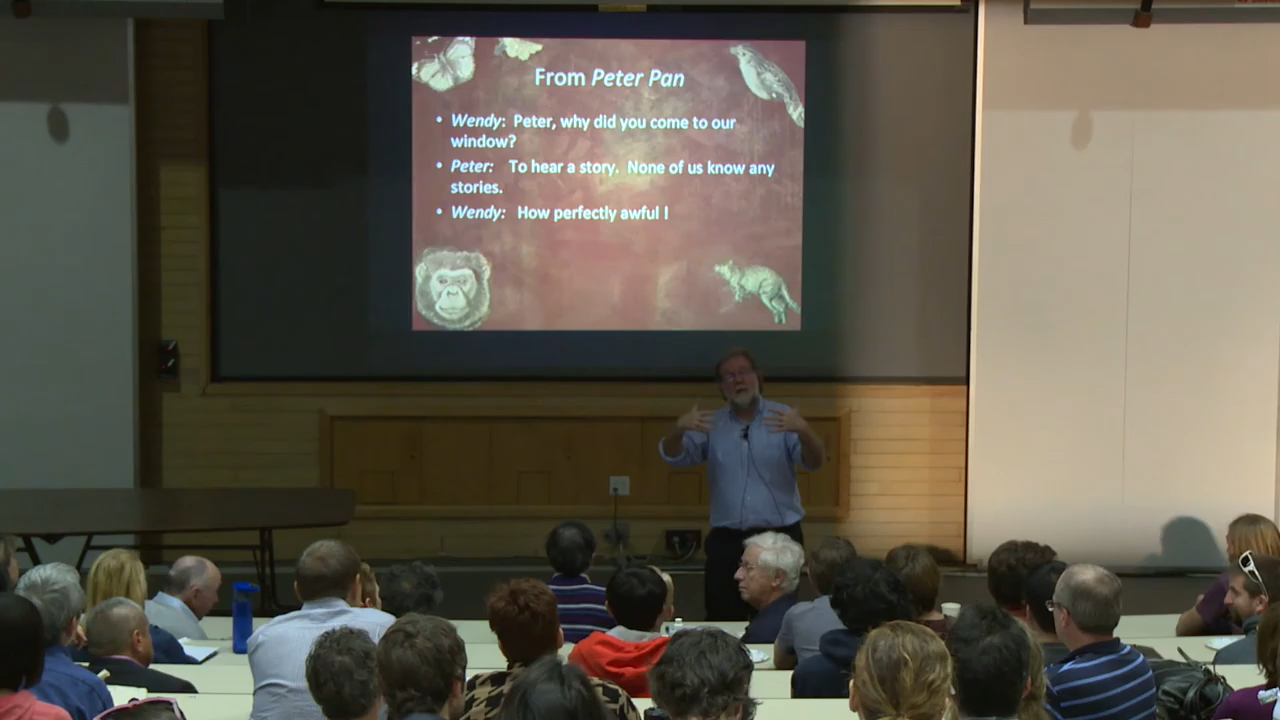 From Peter Pan
• Wendy: Peter, why did you come to our
window?
• Peter: To hear a story. None of us know any
stories.
• Wendy: How perfectly awful !